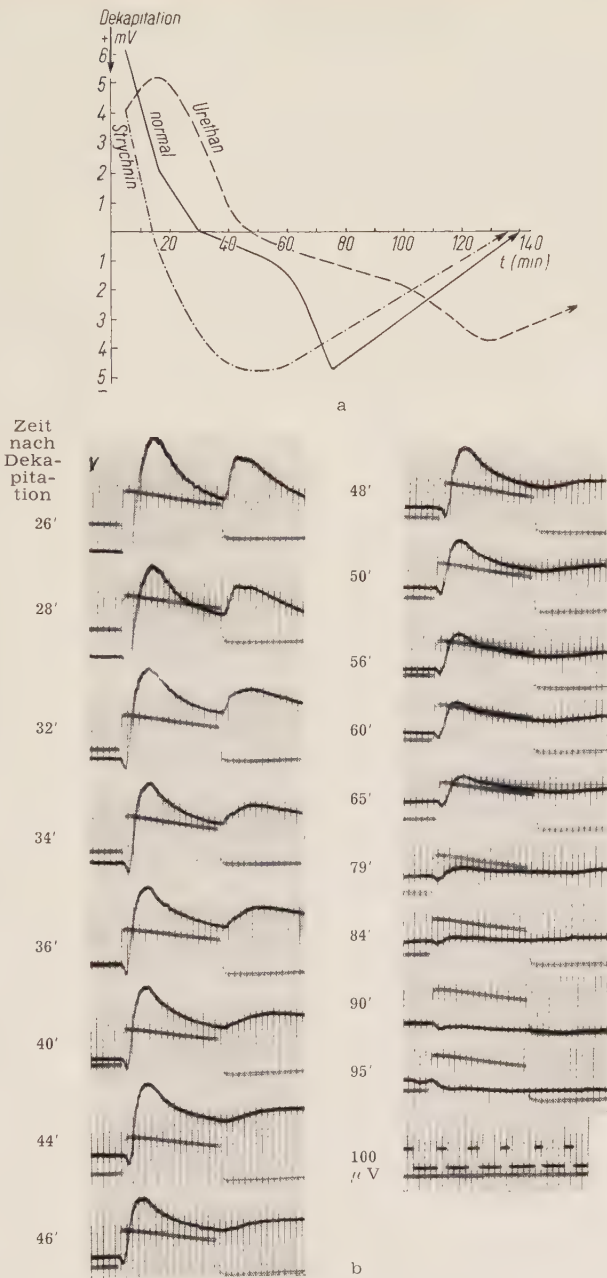 Dekapitation
+ mV
6
5
4
3
2
1
Strychnin
normal
Urethan
20 40 60 80 100 120 140
t (min)
1
2
3
4
5
−
a
Zeit
nach
Deka-
pita-
tion
26'
28'
32'
34'
36'
40'
44'
46'
48'
50'
56'
60'
65'
79'
84'
90'
95'
100
μV
b